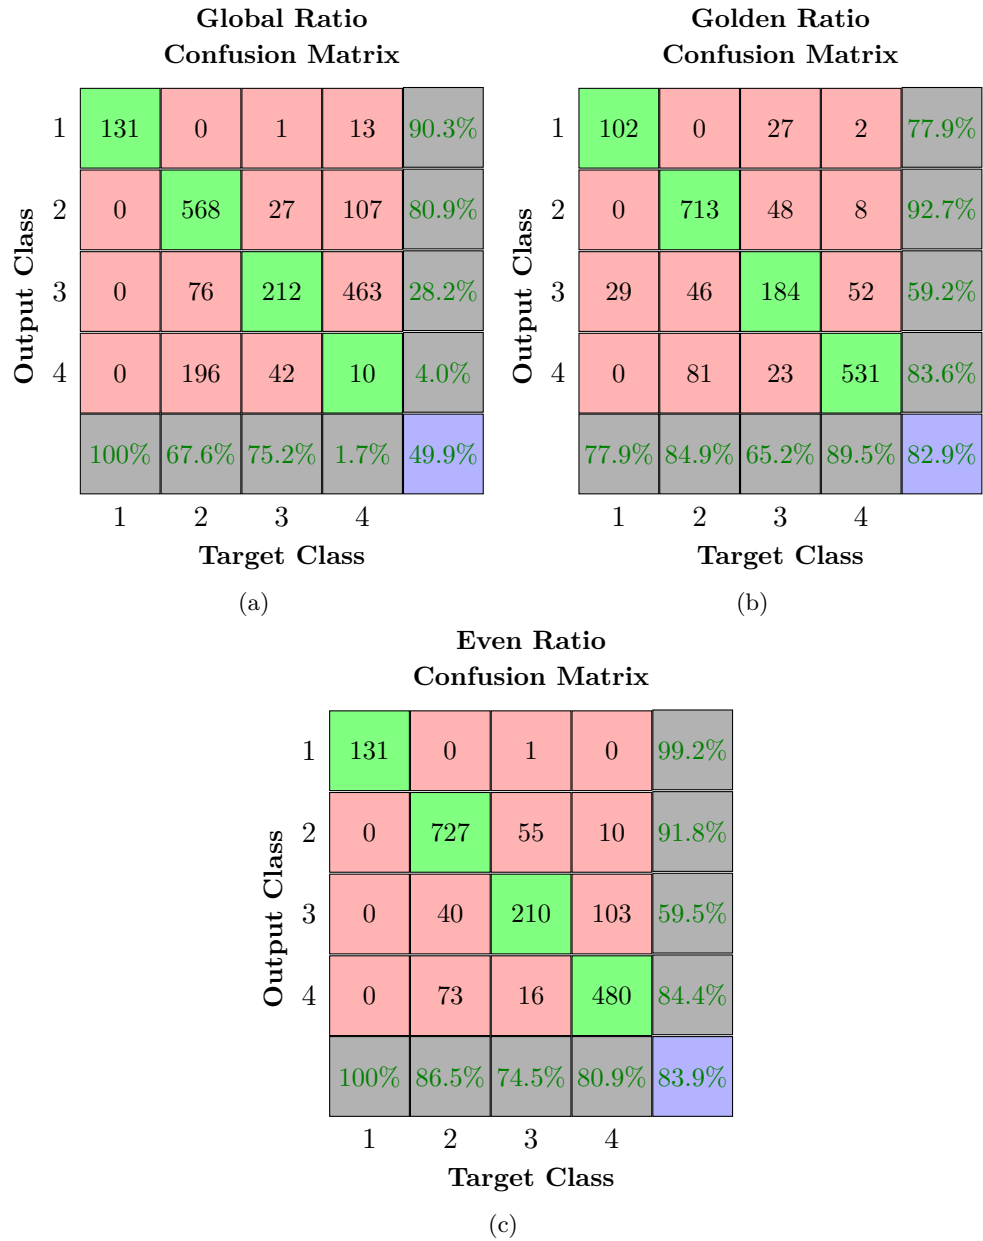 Global Ratio
Confusion Matrix
1 131 0 1 13 90.3%
2 0 568 27 107 80.9%
3 0 76 212 463 28.2%
4 0 196 42 10 4.0%
100% 67.6% 75.2% 1.7% 49.9%
1 2 3 4
Output Class
Target Class
(a)
Golden Ratio
Confusion Matrix
1 102 0 27 2 77.9%
2 0 713 48 8 92.7%
3 29 46 184 52 59.2%
4 0 81 23 531 83.6%
77.9% 84.9% 65.2% 89.5% 82.9%
1 2 3 4
Output Class
Target Class
(b)
Even Ratio
Confusion Matrix
1 131 0 1 0 99.2%
2 0 727 55 10 91.8%
3 0 40 210 103 59.5%
4 0 73 16 480 84.4%
100% 86.5% 74.5% 80.9% 83.9%
1 2 3 4
Output Class
Target Class
(c)